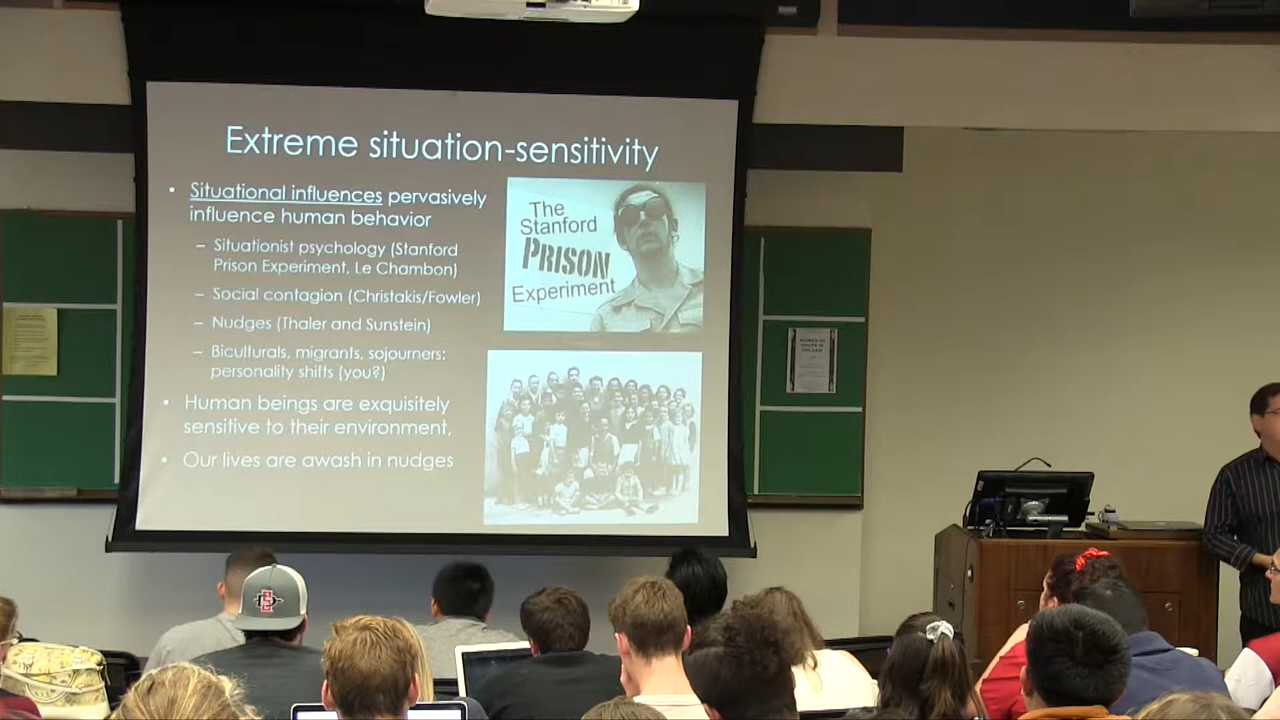 Extreme situation-sensitivity
• Situational influences pervasively
influence human behavior
– Situationist psychology (Stanford
Prison Experiment, Le Chambon)
– Social contagion (Christakis/Fowler)
– Nudges (Thaler and Sunstein)
– Biculturals, migrants, sojourners:
personality shifts (you?)
• Human beings are exquisitely
sensitive to their environment,
• Our lives are awash in nudges
The
Stanford
PRISON
Experiment